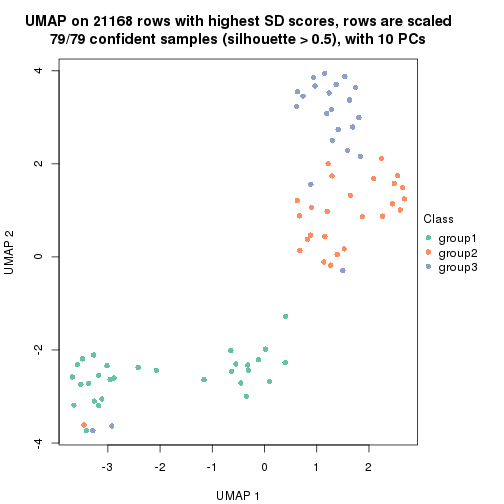 UMAP on 21168 rows with highest SD scores, rows are scaled
79/79 confident samples (silhouette > 0.5), with 10 PCs
4
2
0
-2
-4
UMAP 2
-3
-2
-1
0
1
2
UMAP 1
Class
group1
group2
group3